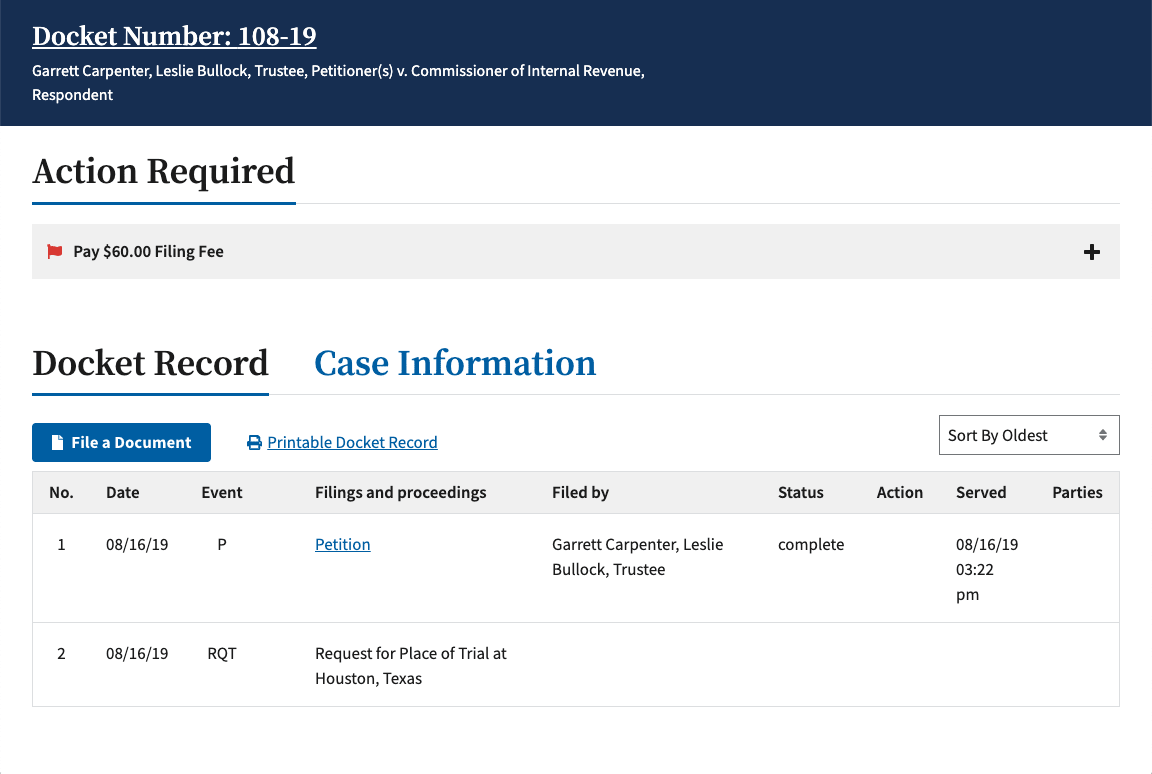 Docket Number: 108-19
Garrett Carpenter, Leslie Bullock, Trustee, Petitioner(s) v. Commissioner of Internal Revenue,
Respondent
Action Required
Pay $60.00 Filing Fee
Docket Record Case Information
File a Document Printable Docket Record Sort By Oldest
No. Date Event Filings and proceedings Filed by Status Action Served Parties
1 08/16/19 P Petition Garrett Carpenter, Leslie complete 08/16/19
Bullock, Trustee 03:22
pm
2 08/16/19 RQT Request for Place of Trial at
Houston, Texas